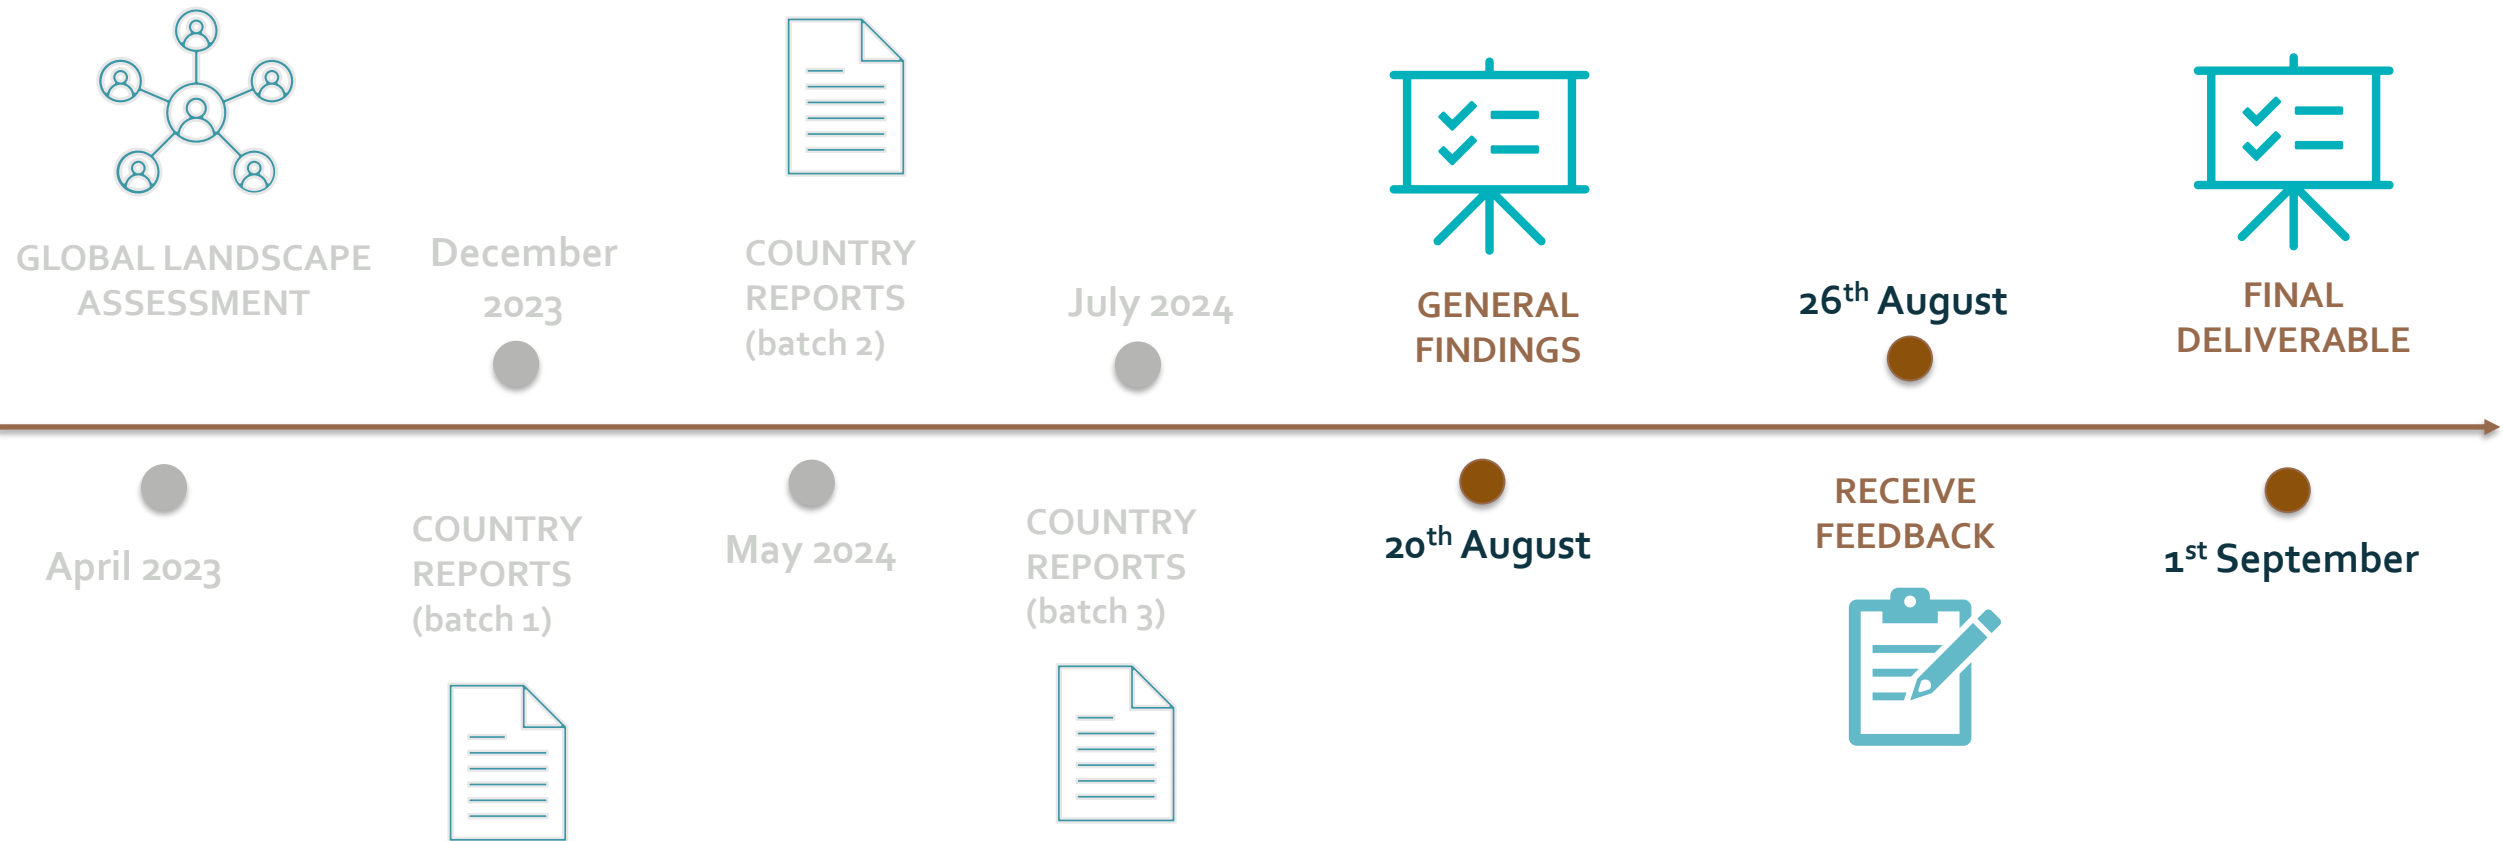 GLOBAL LANDSCAPE
ASSESSMENT
April 2023
December
2023
COUNTRY
REPORTS
(batch 1)
COUNTRY
REPORTS
(batch 2)
May 2024
July 2024
COUNTRY
REPORTS
(batch 3)
GENERAL
FINDINGS
20th August
26th August
RECEIVE
FEEDBACK
FINAL
DELIVERABLE
1st September